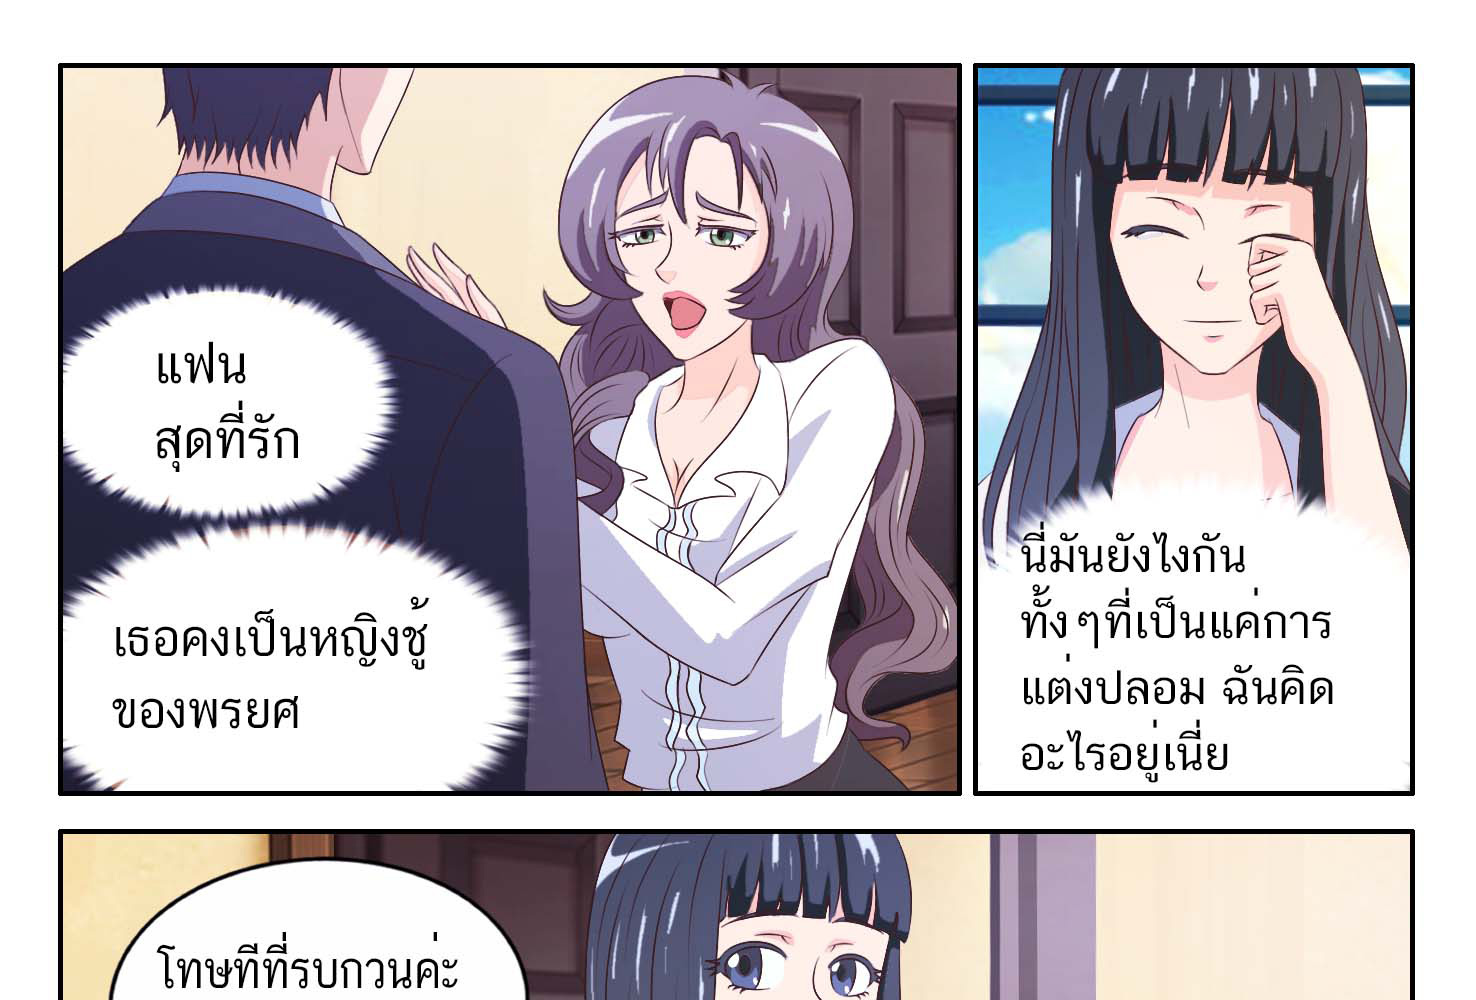 แฟน
สุดที่รัก
เธอคงเป็นหญิงชู้
ของพรยศ
นี่มันยังไงกัน
ทั้งๆที่เป็นแค่การ
แต่งปลอม ฉันคิด
อะไรอยู่เนี่ย
โทษทีที่รบกวนค่ะ